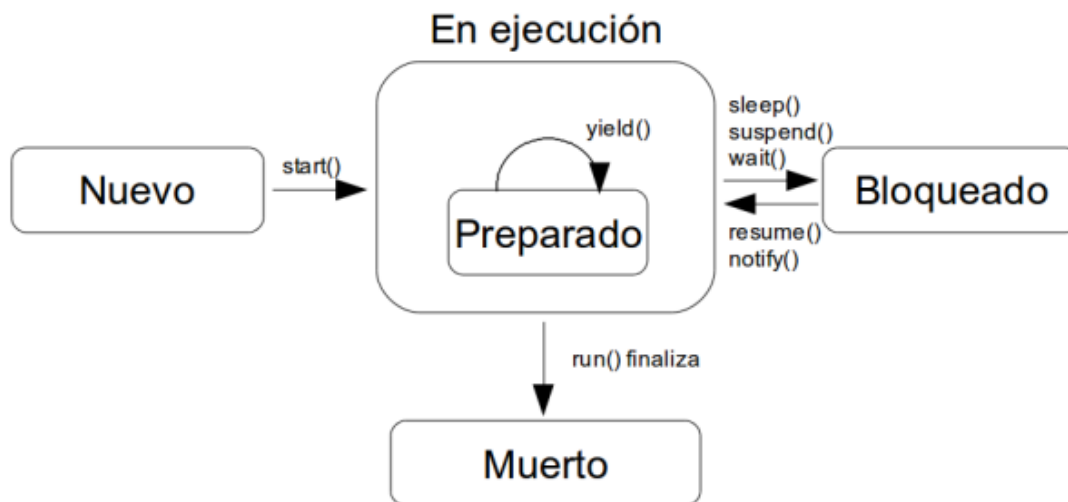 En ejecución
sleep()
suspend()
wait()
yield()
start()
Nuevo
Preparado
Bloqueado
resume()
notify()
run() finaliza
Muerto